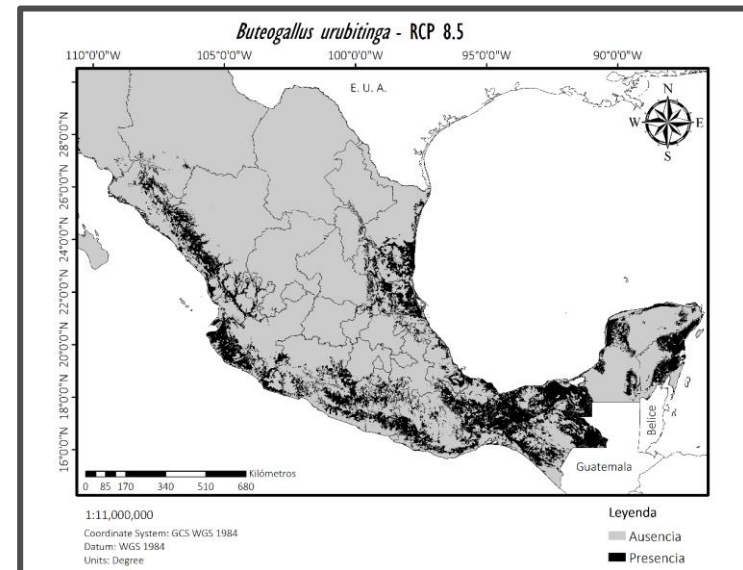 Buteogallus urubitinga - RCP 8.5
110°0'0"W 105°0'0"W 100°0'0"W 95°0'0"W 90°0'0"W
E. U. A.
N
W E
S
28°0'0"N
26°0'0"N
24°0'0"N
22°0'0"N
20°0'0"N
18°0'0"N
16°0'0"N
Belice
Guatemala
Kilómetros
0 85 170 340 510 680
1:11,000,000
Coordinate System: GCS WGS 1984
Datum: WGS 1984
Units: Degree
Leyenda
Ausencia
Presencia